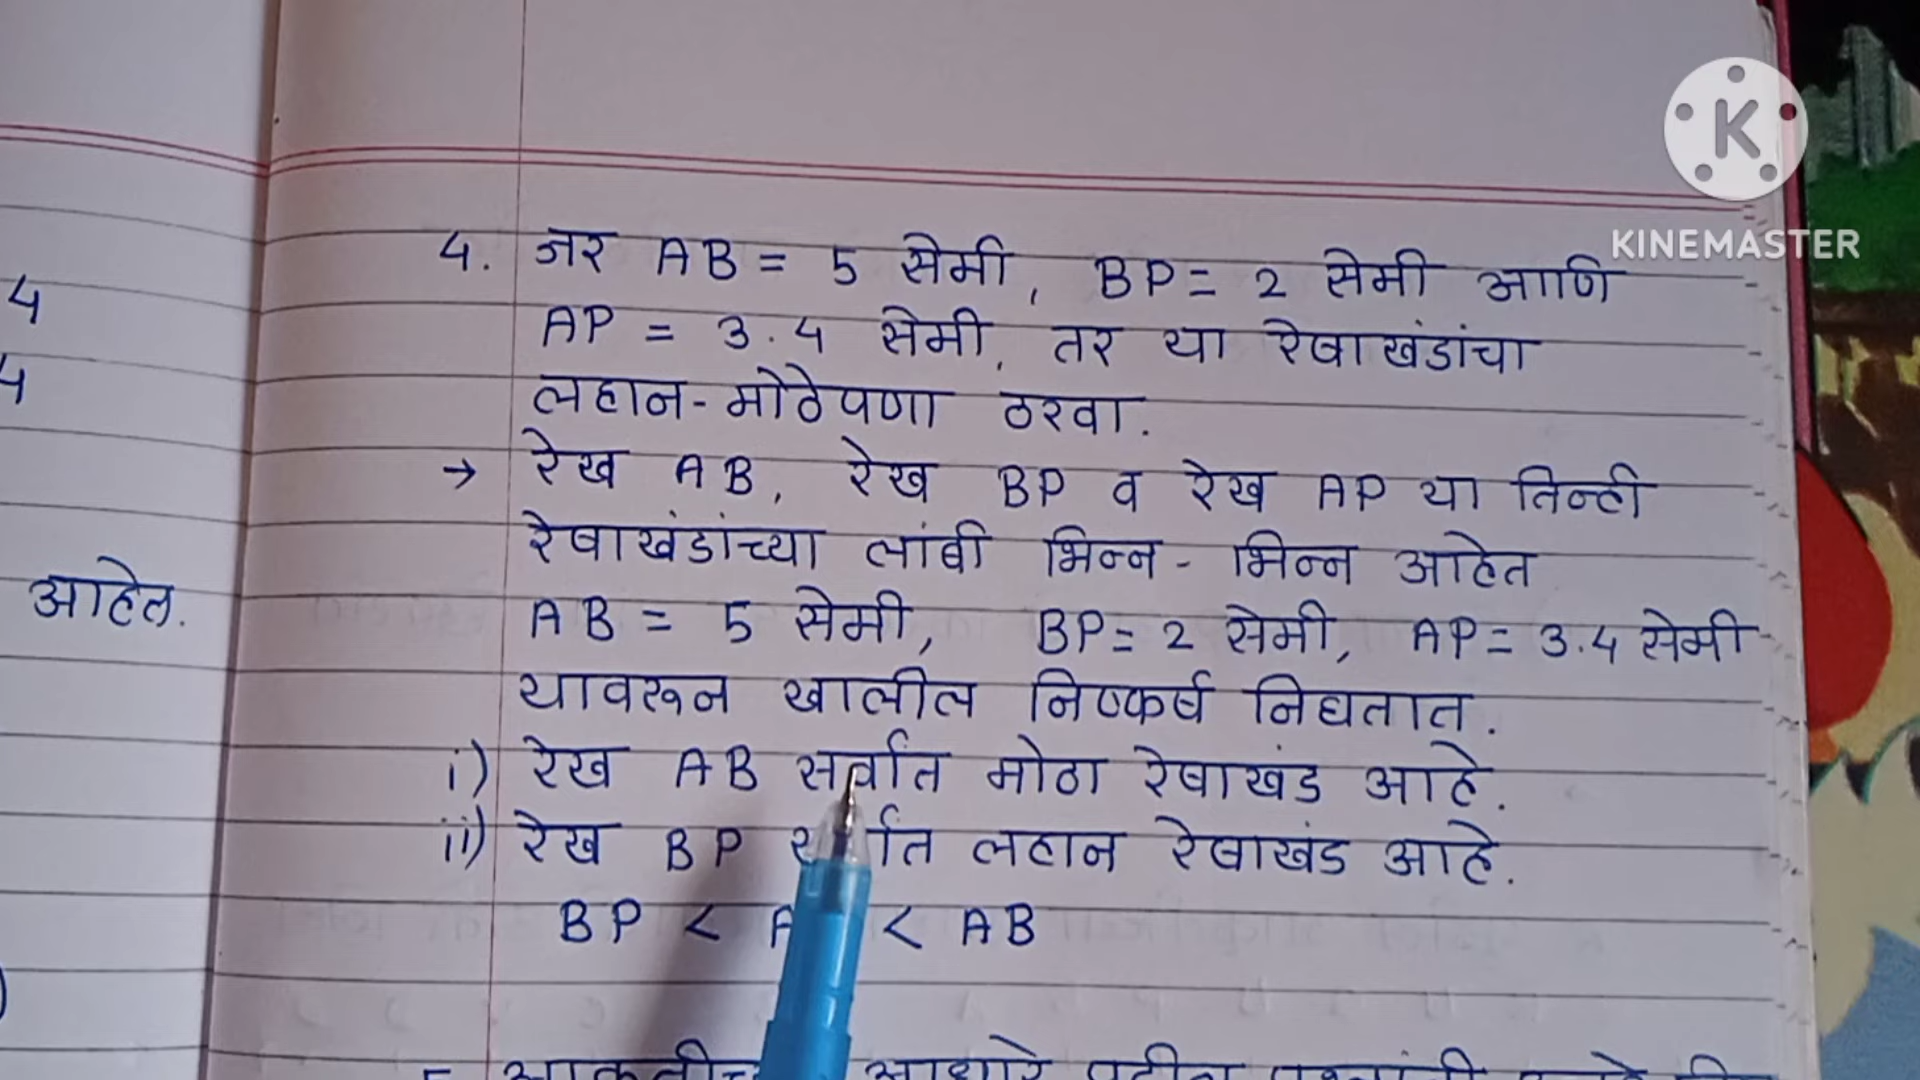 K
KINEMASTER
4
4
आहेत.
4. जर AB = 5 सेमी, BP = 2 सेमी आणि
AP = 3.4 सेमी, तर या रेषाखंडांचा
लहान-मोठेपणा ठरवा.
→ रेख AB, रेख BP व रेख AP या तिन्ही
रेषाखंडांच्या लांबी भिन्न - भिन्न आहेत
AB = 5 सेमी, BP = 2 सेमी, AP = 3.4 सेमी
यावरून खालील निष्कर्ष निघतात.
i) रेख AB सर्वात मोठा रेषाखंड आहे.
ii) रेख BP लहान रेषाखंड आहे.
BP < A < AB